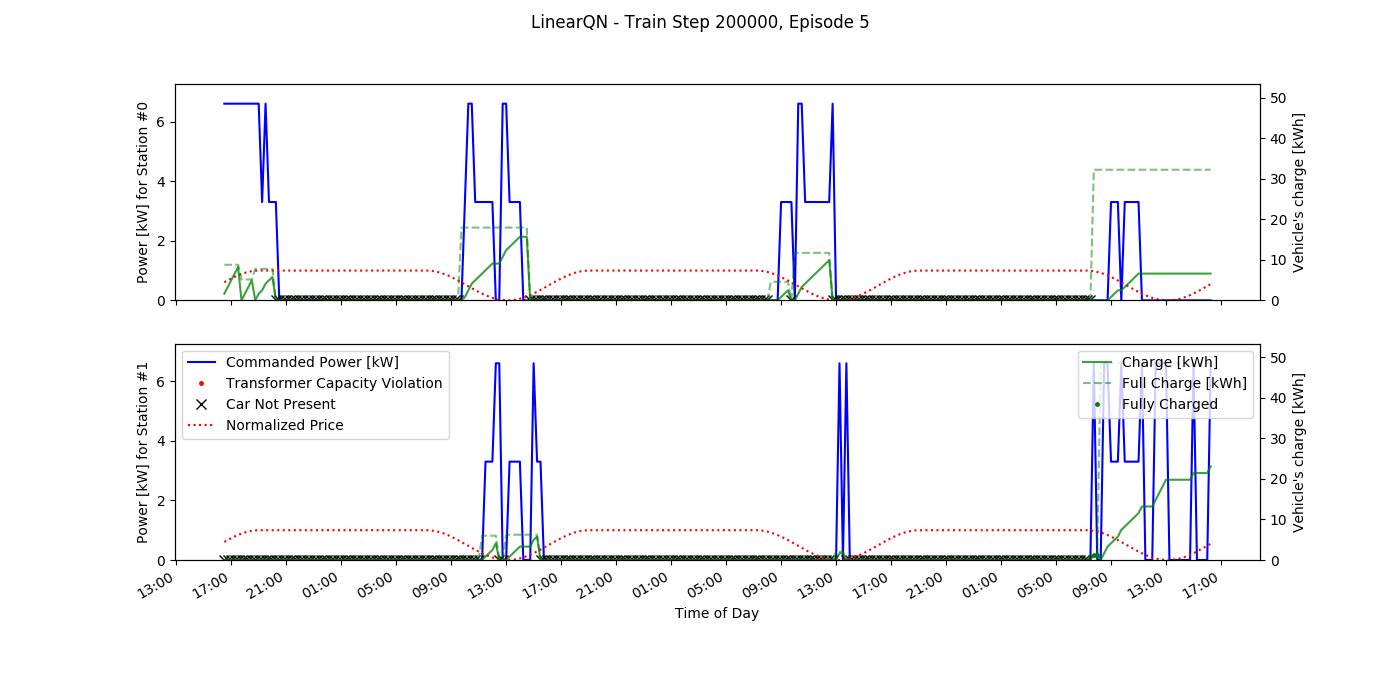 LinearQN - Train Step 200000, Episode 5
Power [kW] for Station #0
0
2
4
6
0
10
20
30
40
50
Vehicle's charge [kWh]
Power [kW] for Station #1
0
2
4
6
Commanded Power [kW]
Transformer Capacity Violation
Car Not Present
Normalized Price
Charge [kWh]
Full Charge [kWh]
Fully Charged
0
10
20
30
40
50
Vehicle's charge [kWh]
13:00 17:00 21:00 01:00 05:00 09:00 13:00 17:00 21:00 01:00 05:00 09:00 13:00 17:00 21:00 01:00 05:00 09:00 13:00 17:00
Time of Day